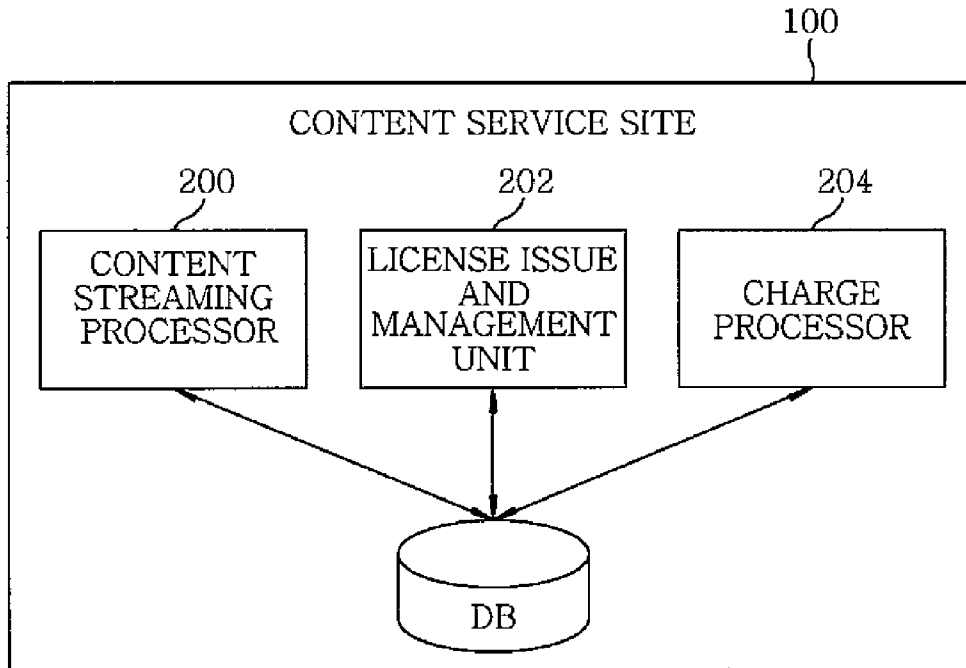 100
CONTENT SERVICE SITE
200
202
204
CONTENT
STREAMING
PROCESSOR
LICENSE ISSUE
AND
MANAGEMENT
UNIT
CHARGE
PROCESSOR
DB